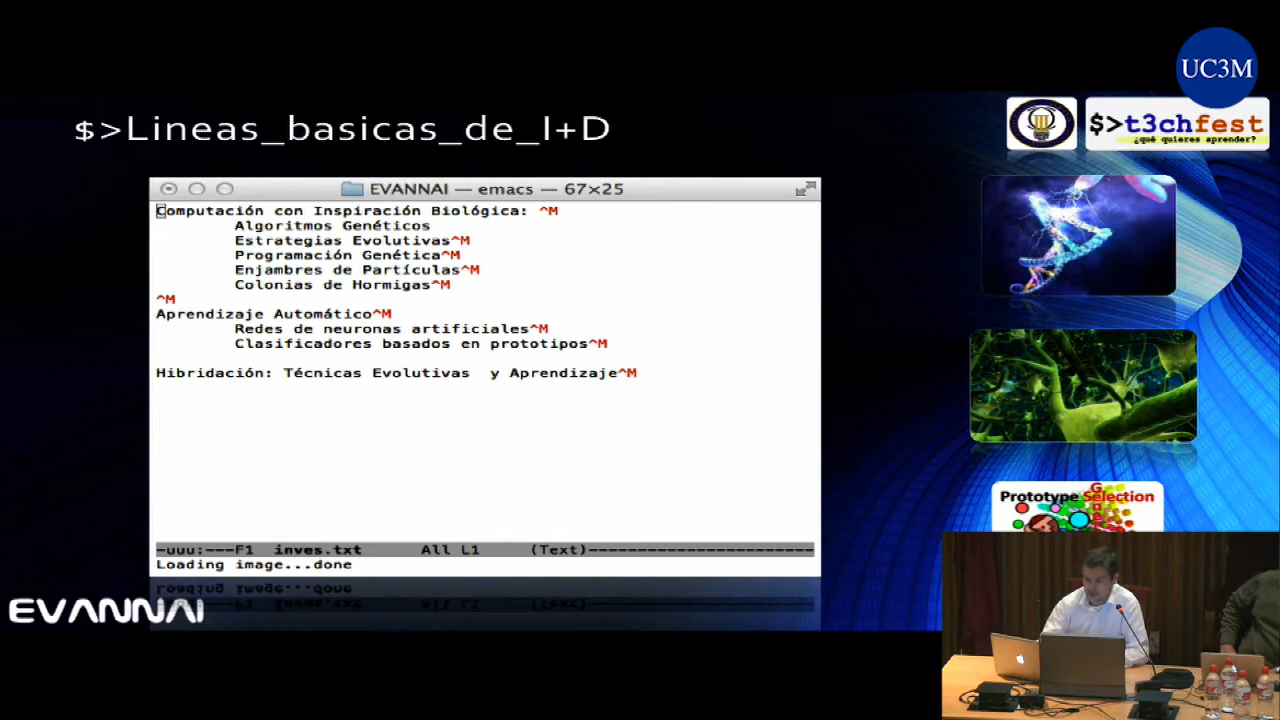 UC3M
$>Lineas_basicas_de_I+D
$>t3chfest
¿qué quieres aprender?
EVANNAI — emacs — 67×25
Computación con Inspiración Biológica: ^M
Algoritmos Genéticos
Estrategias Evolutivas^M
Programación Genética^M
Enjambres de Partículas^M
Colonias de Hormigas^M
^M
Aprendizaje Automático^M
Redes de neuronas artificiales^M
Clasificadores basados en prototipos^M
Hibridación: Técnicas Evolutivas  y Aprendizaje^M
Prototype Selection
-uuu:---F1  inves.txt      All L1     (Text)-----------------------
Loading image...done
EVANNAI